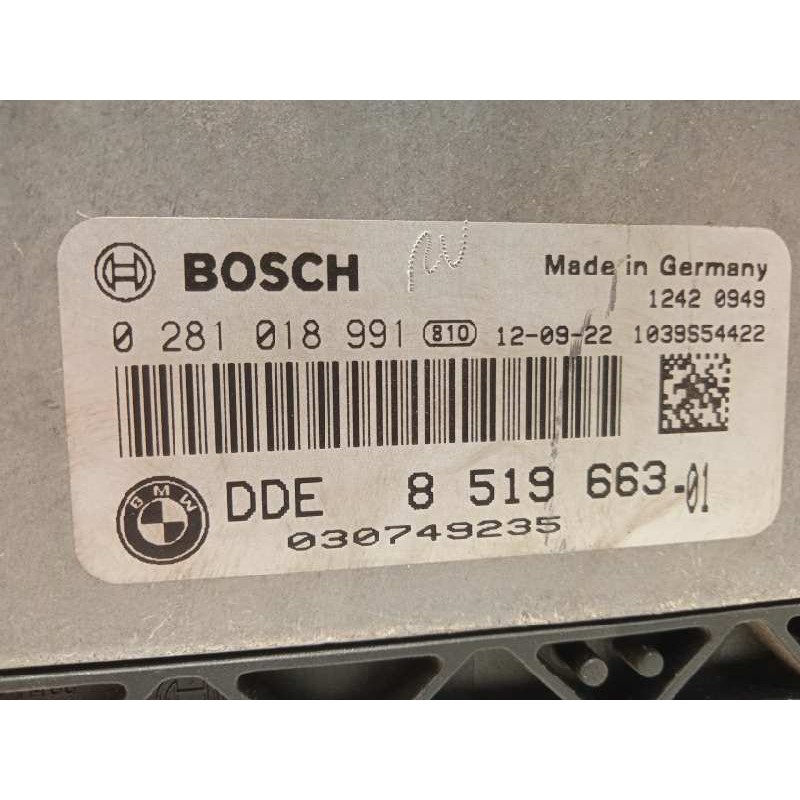 BOSCH
Made in Germany
1242 0949
0 281 018 991 810 12-09-22 1039S54422
BMW
DDE 8 519 663-01
030749235